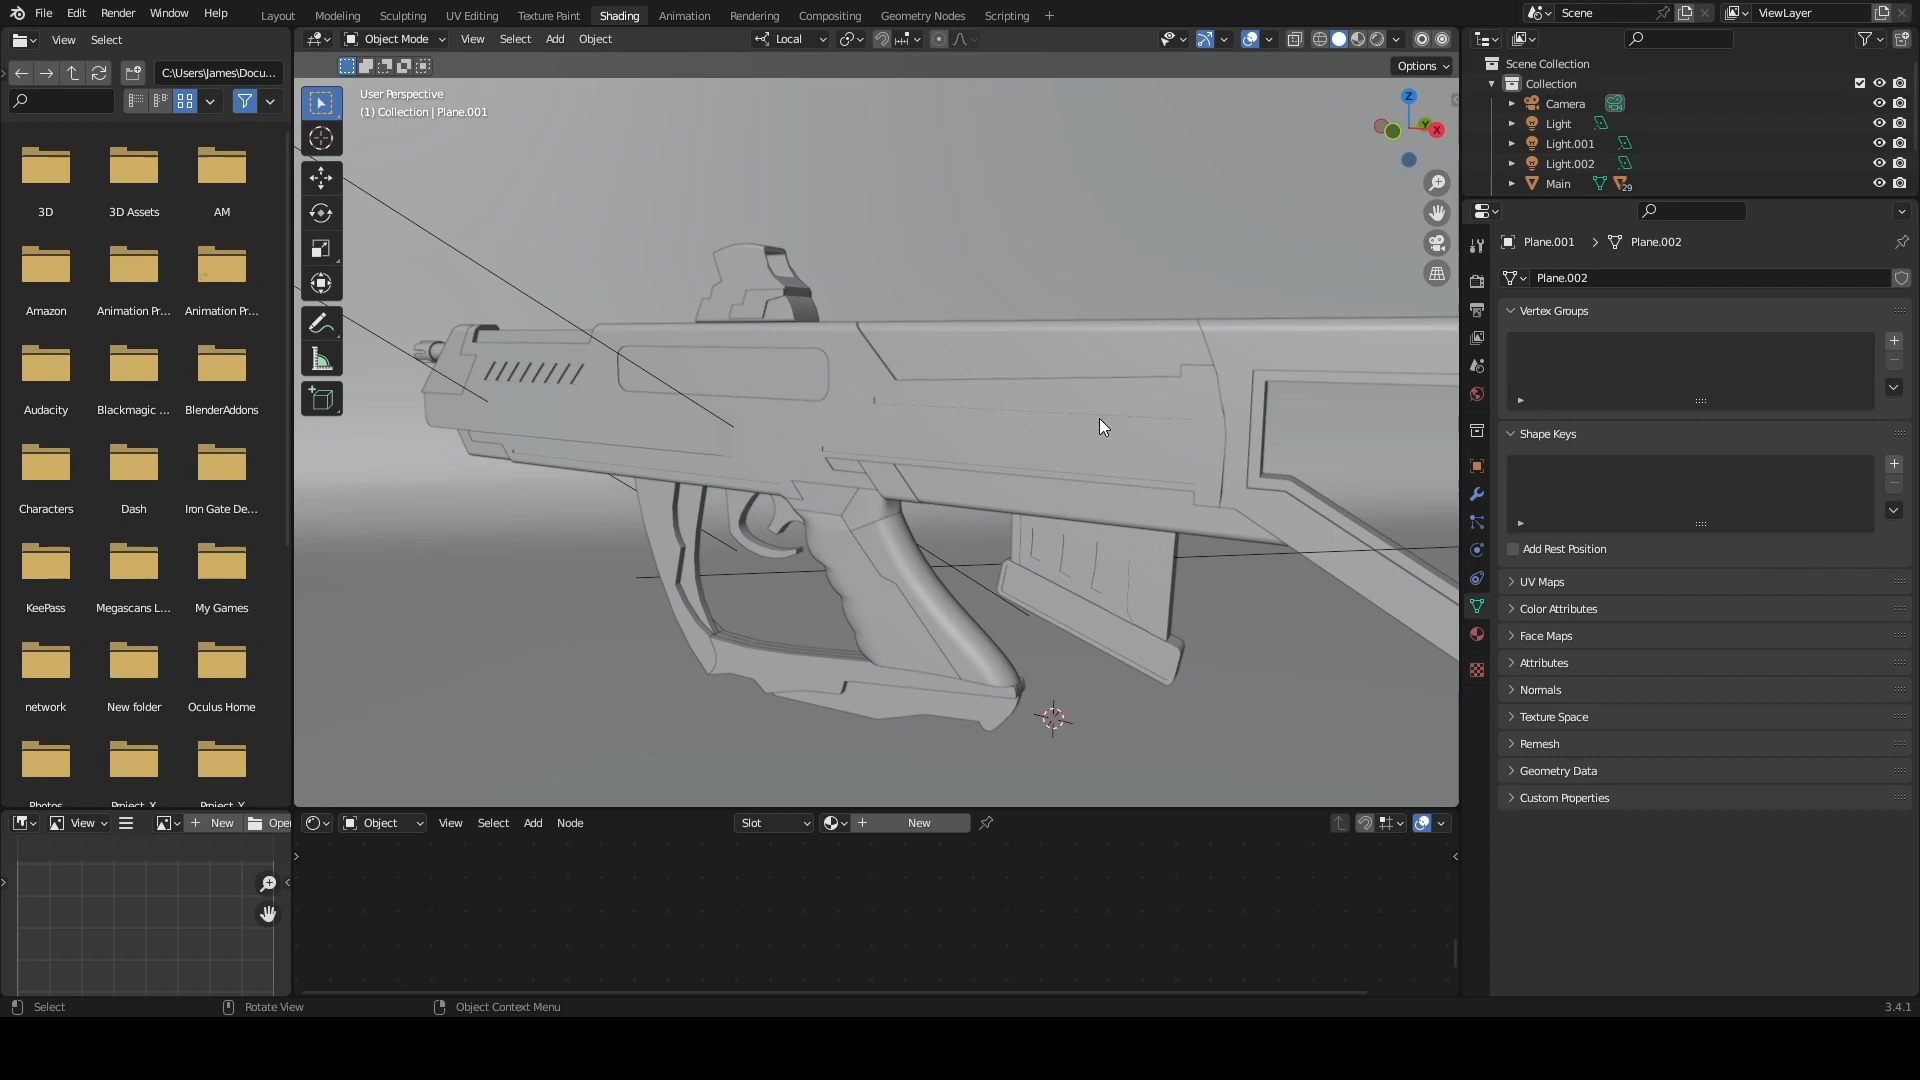 File Edit Render Window Help
Layout Modeling Sculpting UV Editing Texture Paint Shading Animation Rendering Compositing Geometry Nodes Scripting +
Scene
ViewLayer
View Select
Object Mode View Select Add Object
Local
C:\Users\James\Docu...
Options
User Perspective
(1) Collection | Plane.001
Z
Y
X
3D
3D Assets
AM
Amazon
Animation Pr...
Animation Pr...
Audacity
Blackmagic ...
BlenderAddons
Characters
Dash
Iron Gate De...
KeePass
Megascans L...
My Games
network
New folder
Oculus Home
Photos
Project X
Project Y
Scene Collection
Collection
Camera
Light
Light.001
Light.002
Main
29
Plane.001 > Plane.002
Plane.002
Vertex Groups
Shape Keys
Add Rest Position
UV Maps
Color Attributes
Face Maps
Attributes
Normals
Texture Space
Remesh
Geometry Data
Custom Properties
View
+ New
Open
Object View Select Add Node
Slot
+ New
Select
Rotate View
Object Context Menu
3.4.1